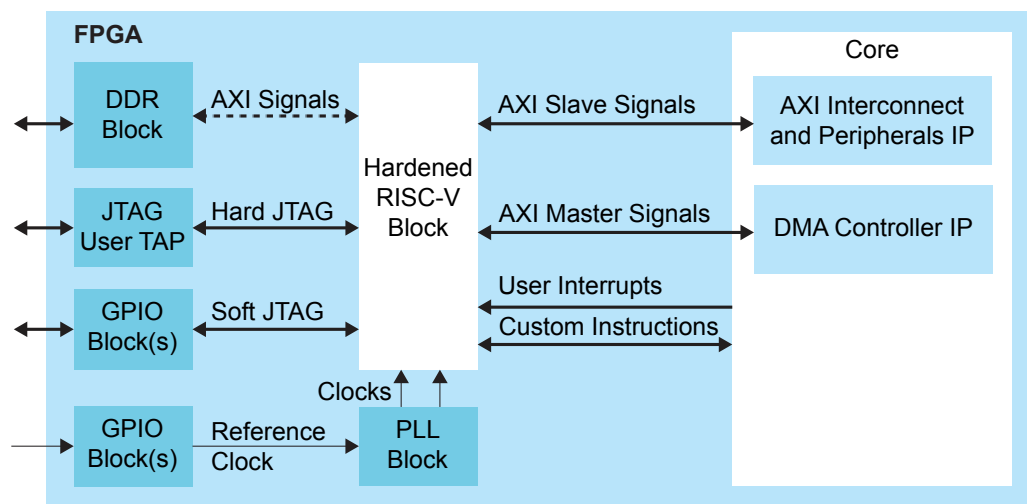 FPGA
Core
DDR
Block
AXI Signals
Hardened
RISC-V
Block
AXI Slave Signals
AXI Interconnect
and Peripherals IP
JTAG
User TAP
Hard JTAG
AXI Master Signals
DMA Controller IP
GPIO
Block(s)
Soft JTAG
User Interrupts
Custom Instructions
Clocks
GPIO
Block(s)
Reference
Clock
PLL
Block